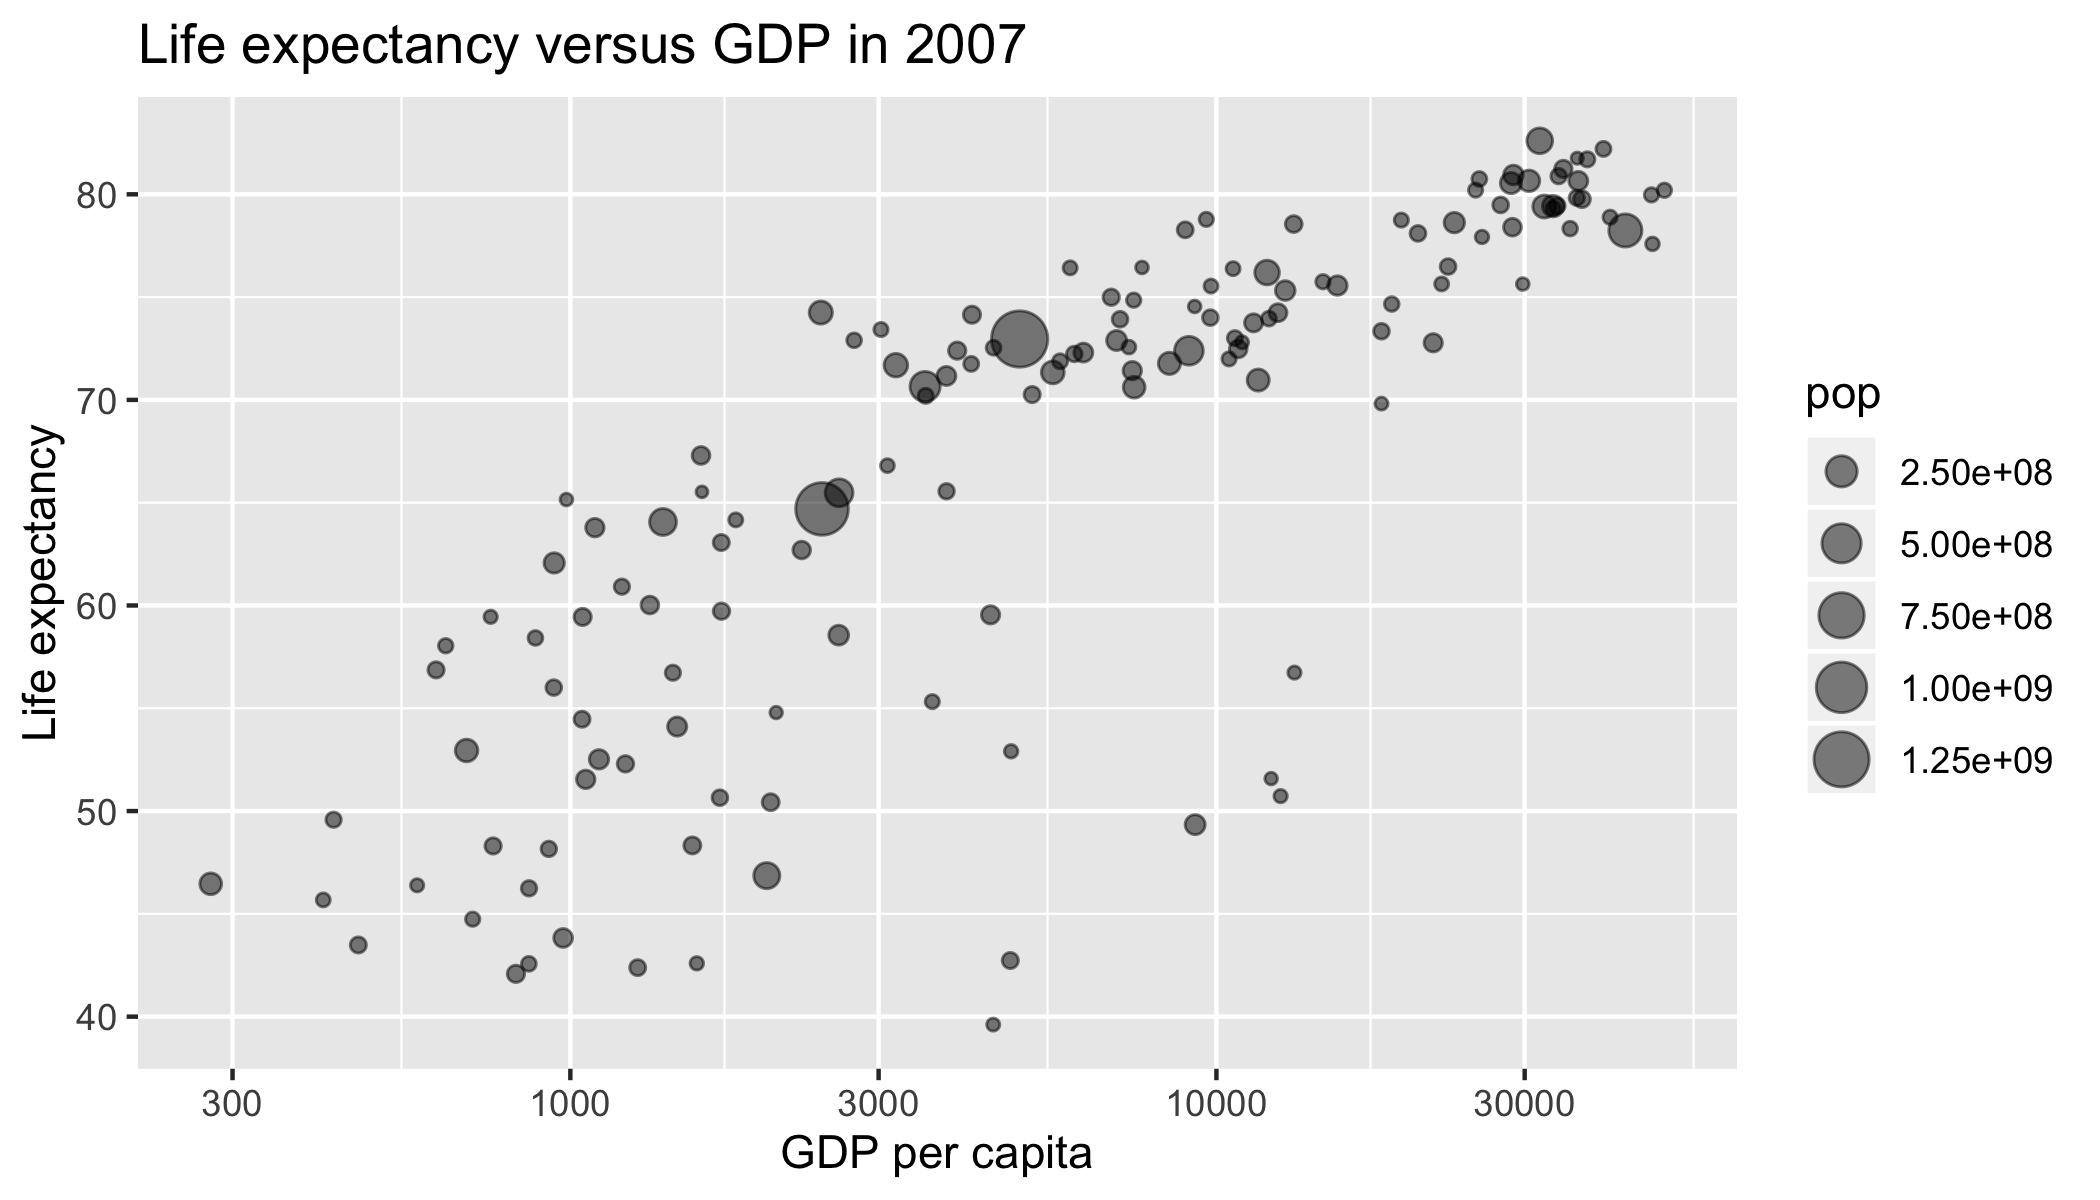 Life expectancy versus GDP in 2007
80
70
60
50
40
Life expectancy
300
1000
3000
10000
30000
GDP per capita
pop
2.50e+08
5.00e+08
7.50e+08
1.00e+09
1.25e+09